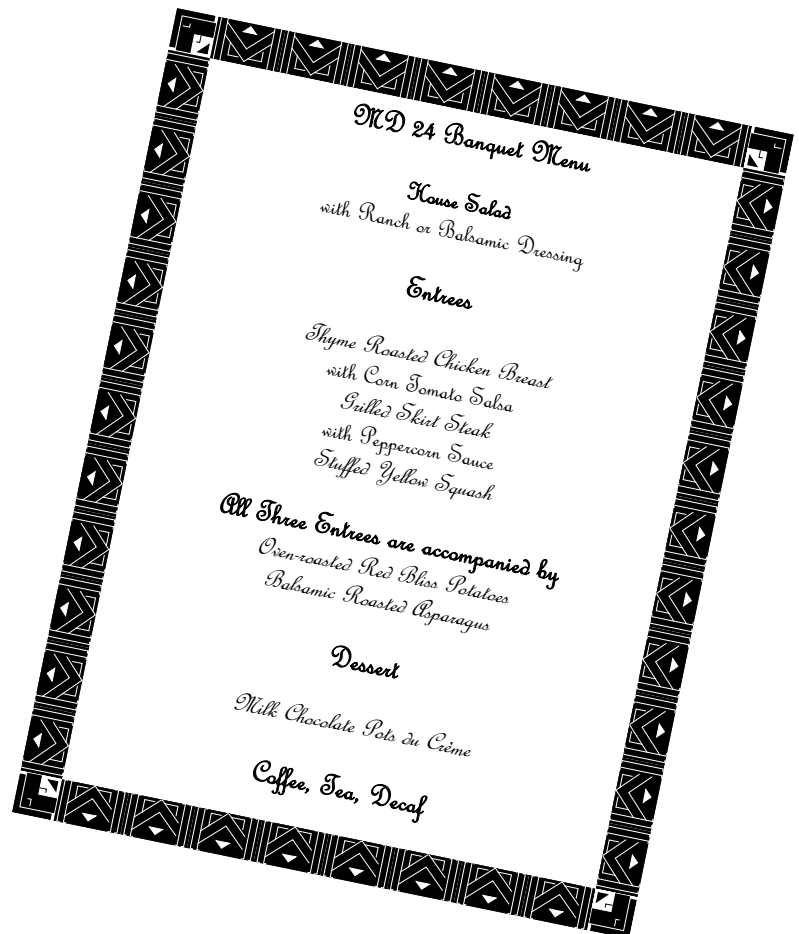 MD 24 Banquet Menu
House Salad
with Ranch or Balsamic Dressing
Entrees
Thyme Roasted Chicken Breast
with Corn Tomato Salsa
Grilled Skirt Steak
with Peppercorn Sauce
Stuffed Yellow Squash
All Three Entrees are accompanied by
Oven-roasted Red Bliss Potatoes
Balsamic Roasted Asparagus
Dessert
Milk Chocolate Pots du Crème
Coffee, Tea, Decaf